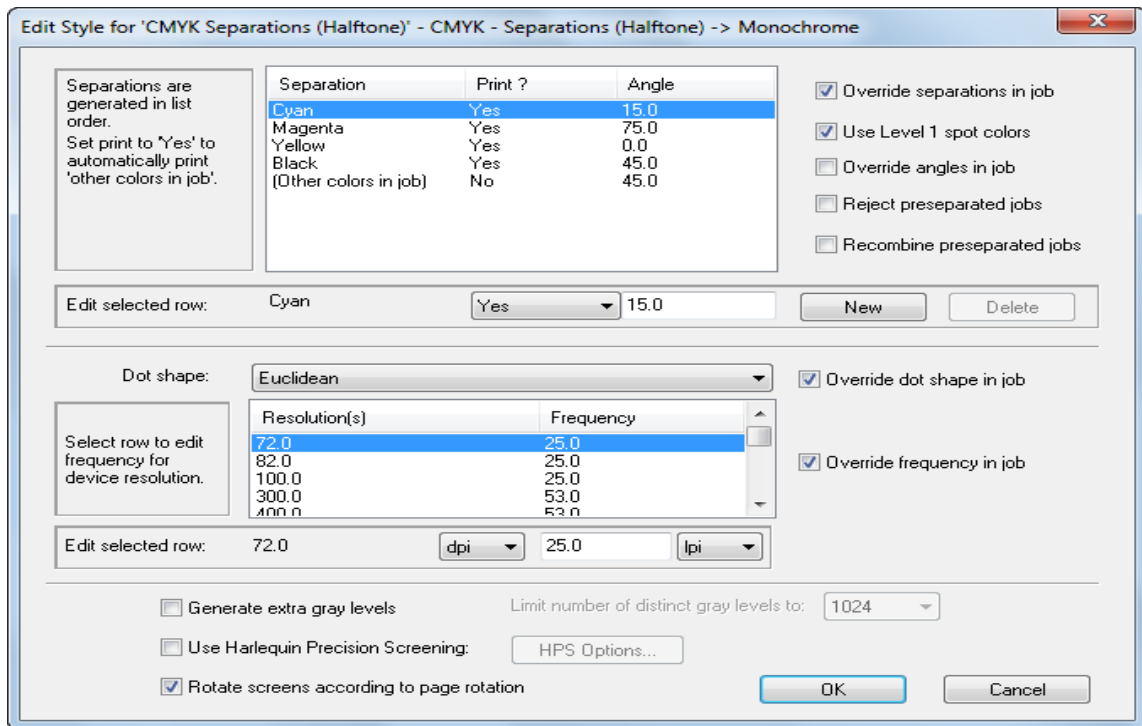 Edit Style for 'CMYK Separations (Halftone)' - CMYK - Separations (Halftone) -> Monochrome
Separations are
generated in list
order.
Set print to 'Yes' to
automatically print
'other colors in job'.
Separation Print ? Angle
Cyan Yes 15.0
Magenta Yes 75.0
Yellow Yes 0.0
Black Yes 45.0
(Other colors in job) No 45.0
Override separations in job
Use Level 1 spot colors
Override angles in job
Reject preseparated jobs
Recombine preseparated jobs
Edit selected row: Cyan Yes 15.0 New Delete
Dot shape: Euclidean Override dot shape in job
Select row to edit
frequency for
device resolution.
Resolution(s) Frequency
72.0 25.0
82.0 25.0
100.0 25.0
300.0 53.0
400.0 53.0
Override frequency in job
Edit selected row: 72.0 dpi 25.0 lpi
Generate extra gray levels Limit number of distinct gray levels to: 1024
Use Harlequin Precision Screening: HPS Options...
Rotate screens according to page rotation OK Cancel